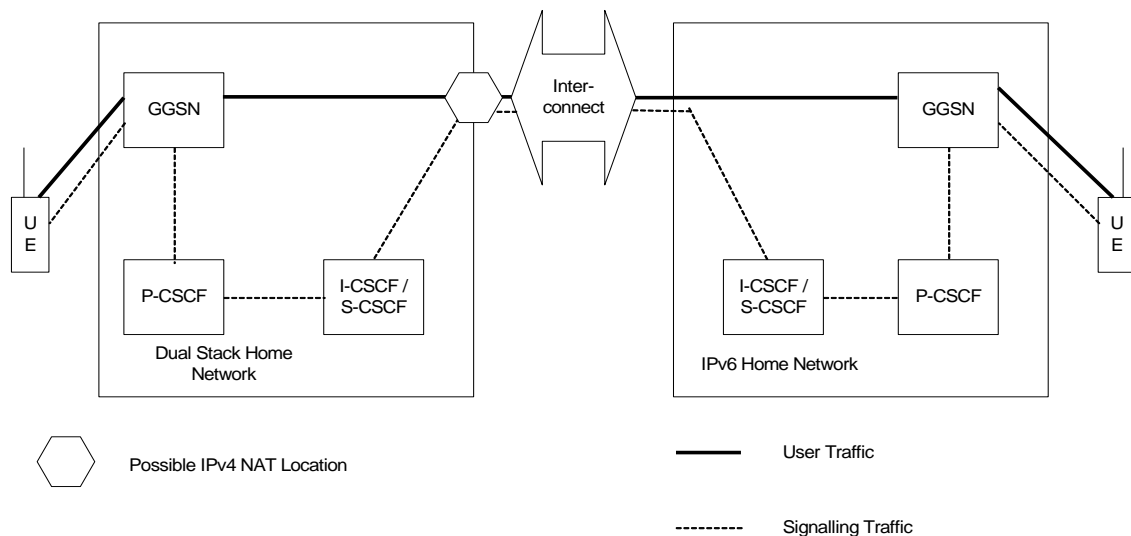 Inter-
connect
GGSN
GGSN
U
E
U
E
P-CSCF
I-CSCF /
S-CSCF
I-CSCF /
S-CSCF
P-CSCF
Dual Stack Home
Network
IPv6 Home Network
Possible IPv4 NAT Location
User Traffic
Signalling Traffic